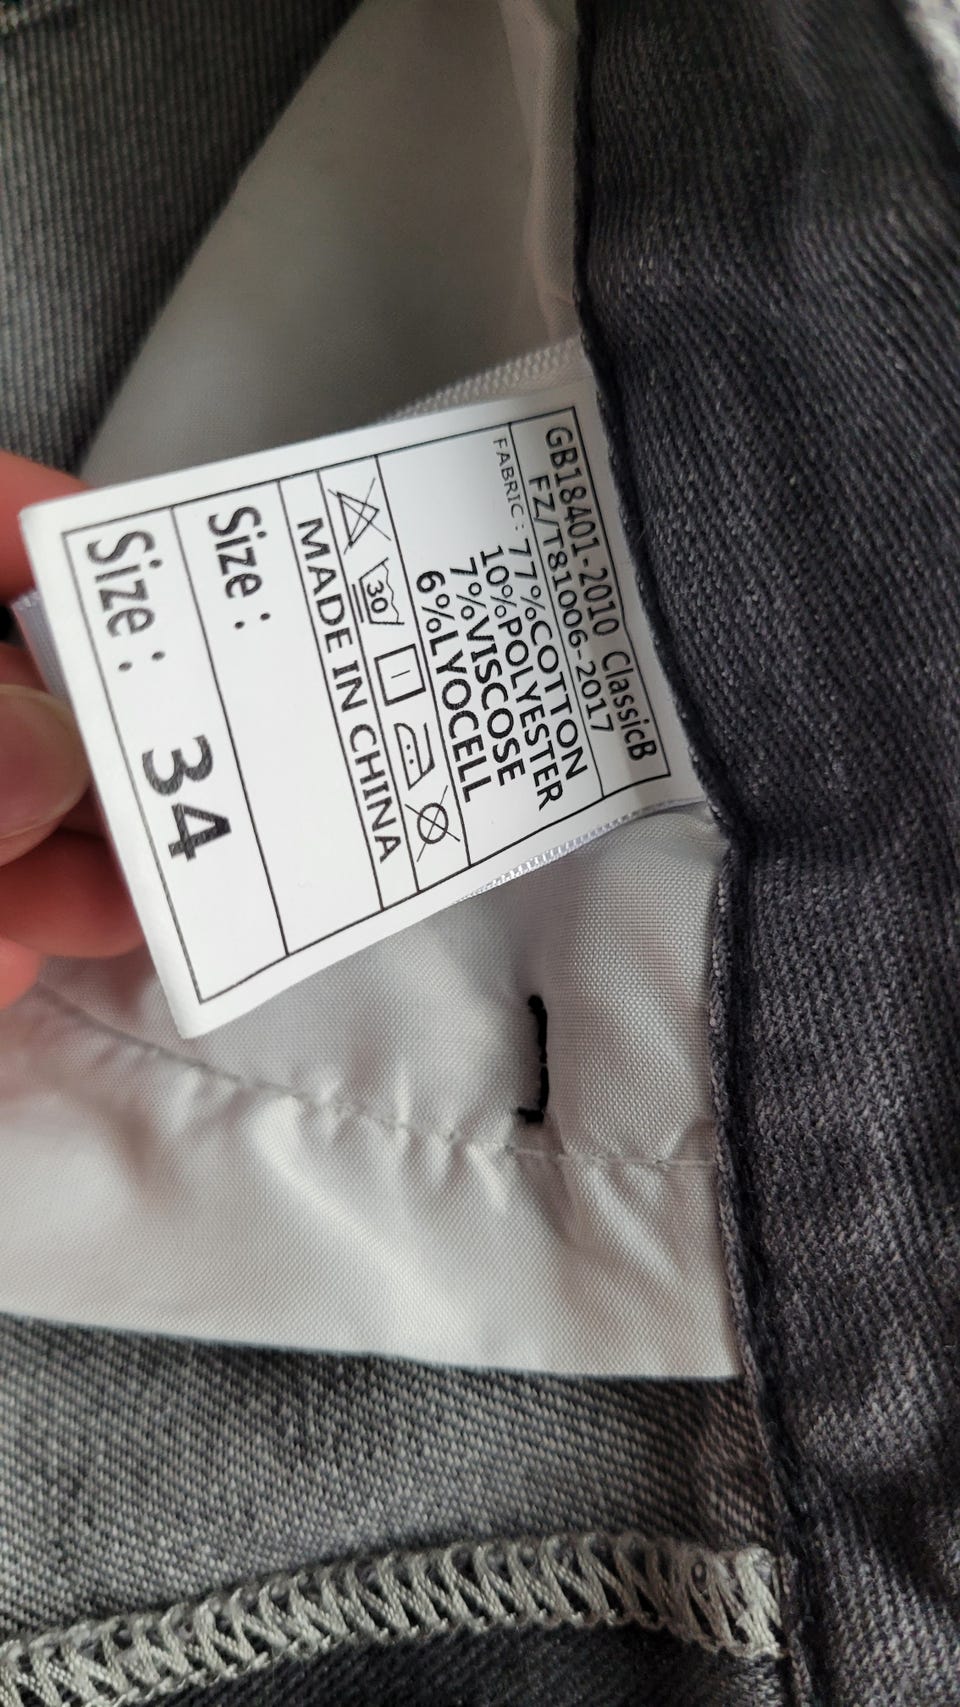 GB18401-2010 ClassicB
FZ/T81006-2017
FABRIC: 77%COTTON
10%POLYESTER
7%VISCOSE
6%LYOCELL
30
MADE IN CHINA
Size:
Size: 34